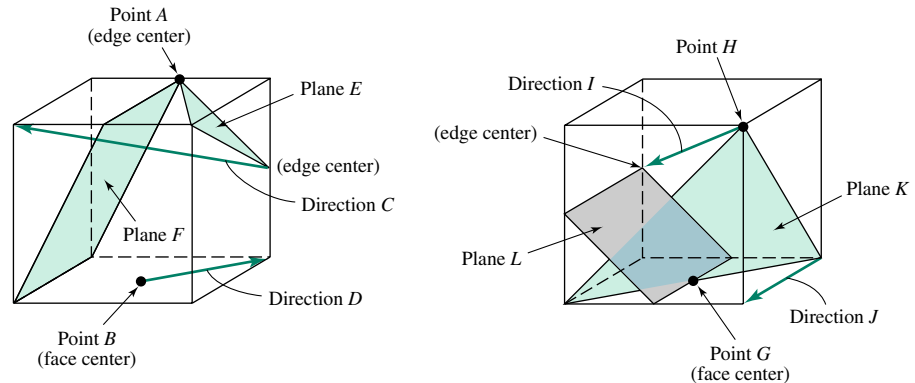 Point A
(edge center)
Plane E
(edge center)
Direction C
Plane F
Direction D
Point B
(face center)
Point H
Direction I
(edge center)
Plane K
Plane L
Direction J
Point G
(face center)